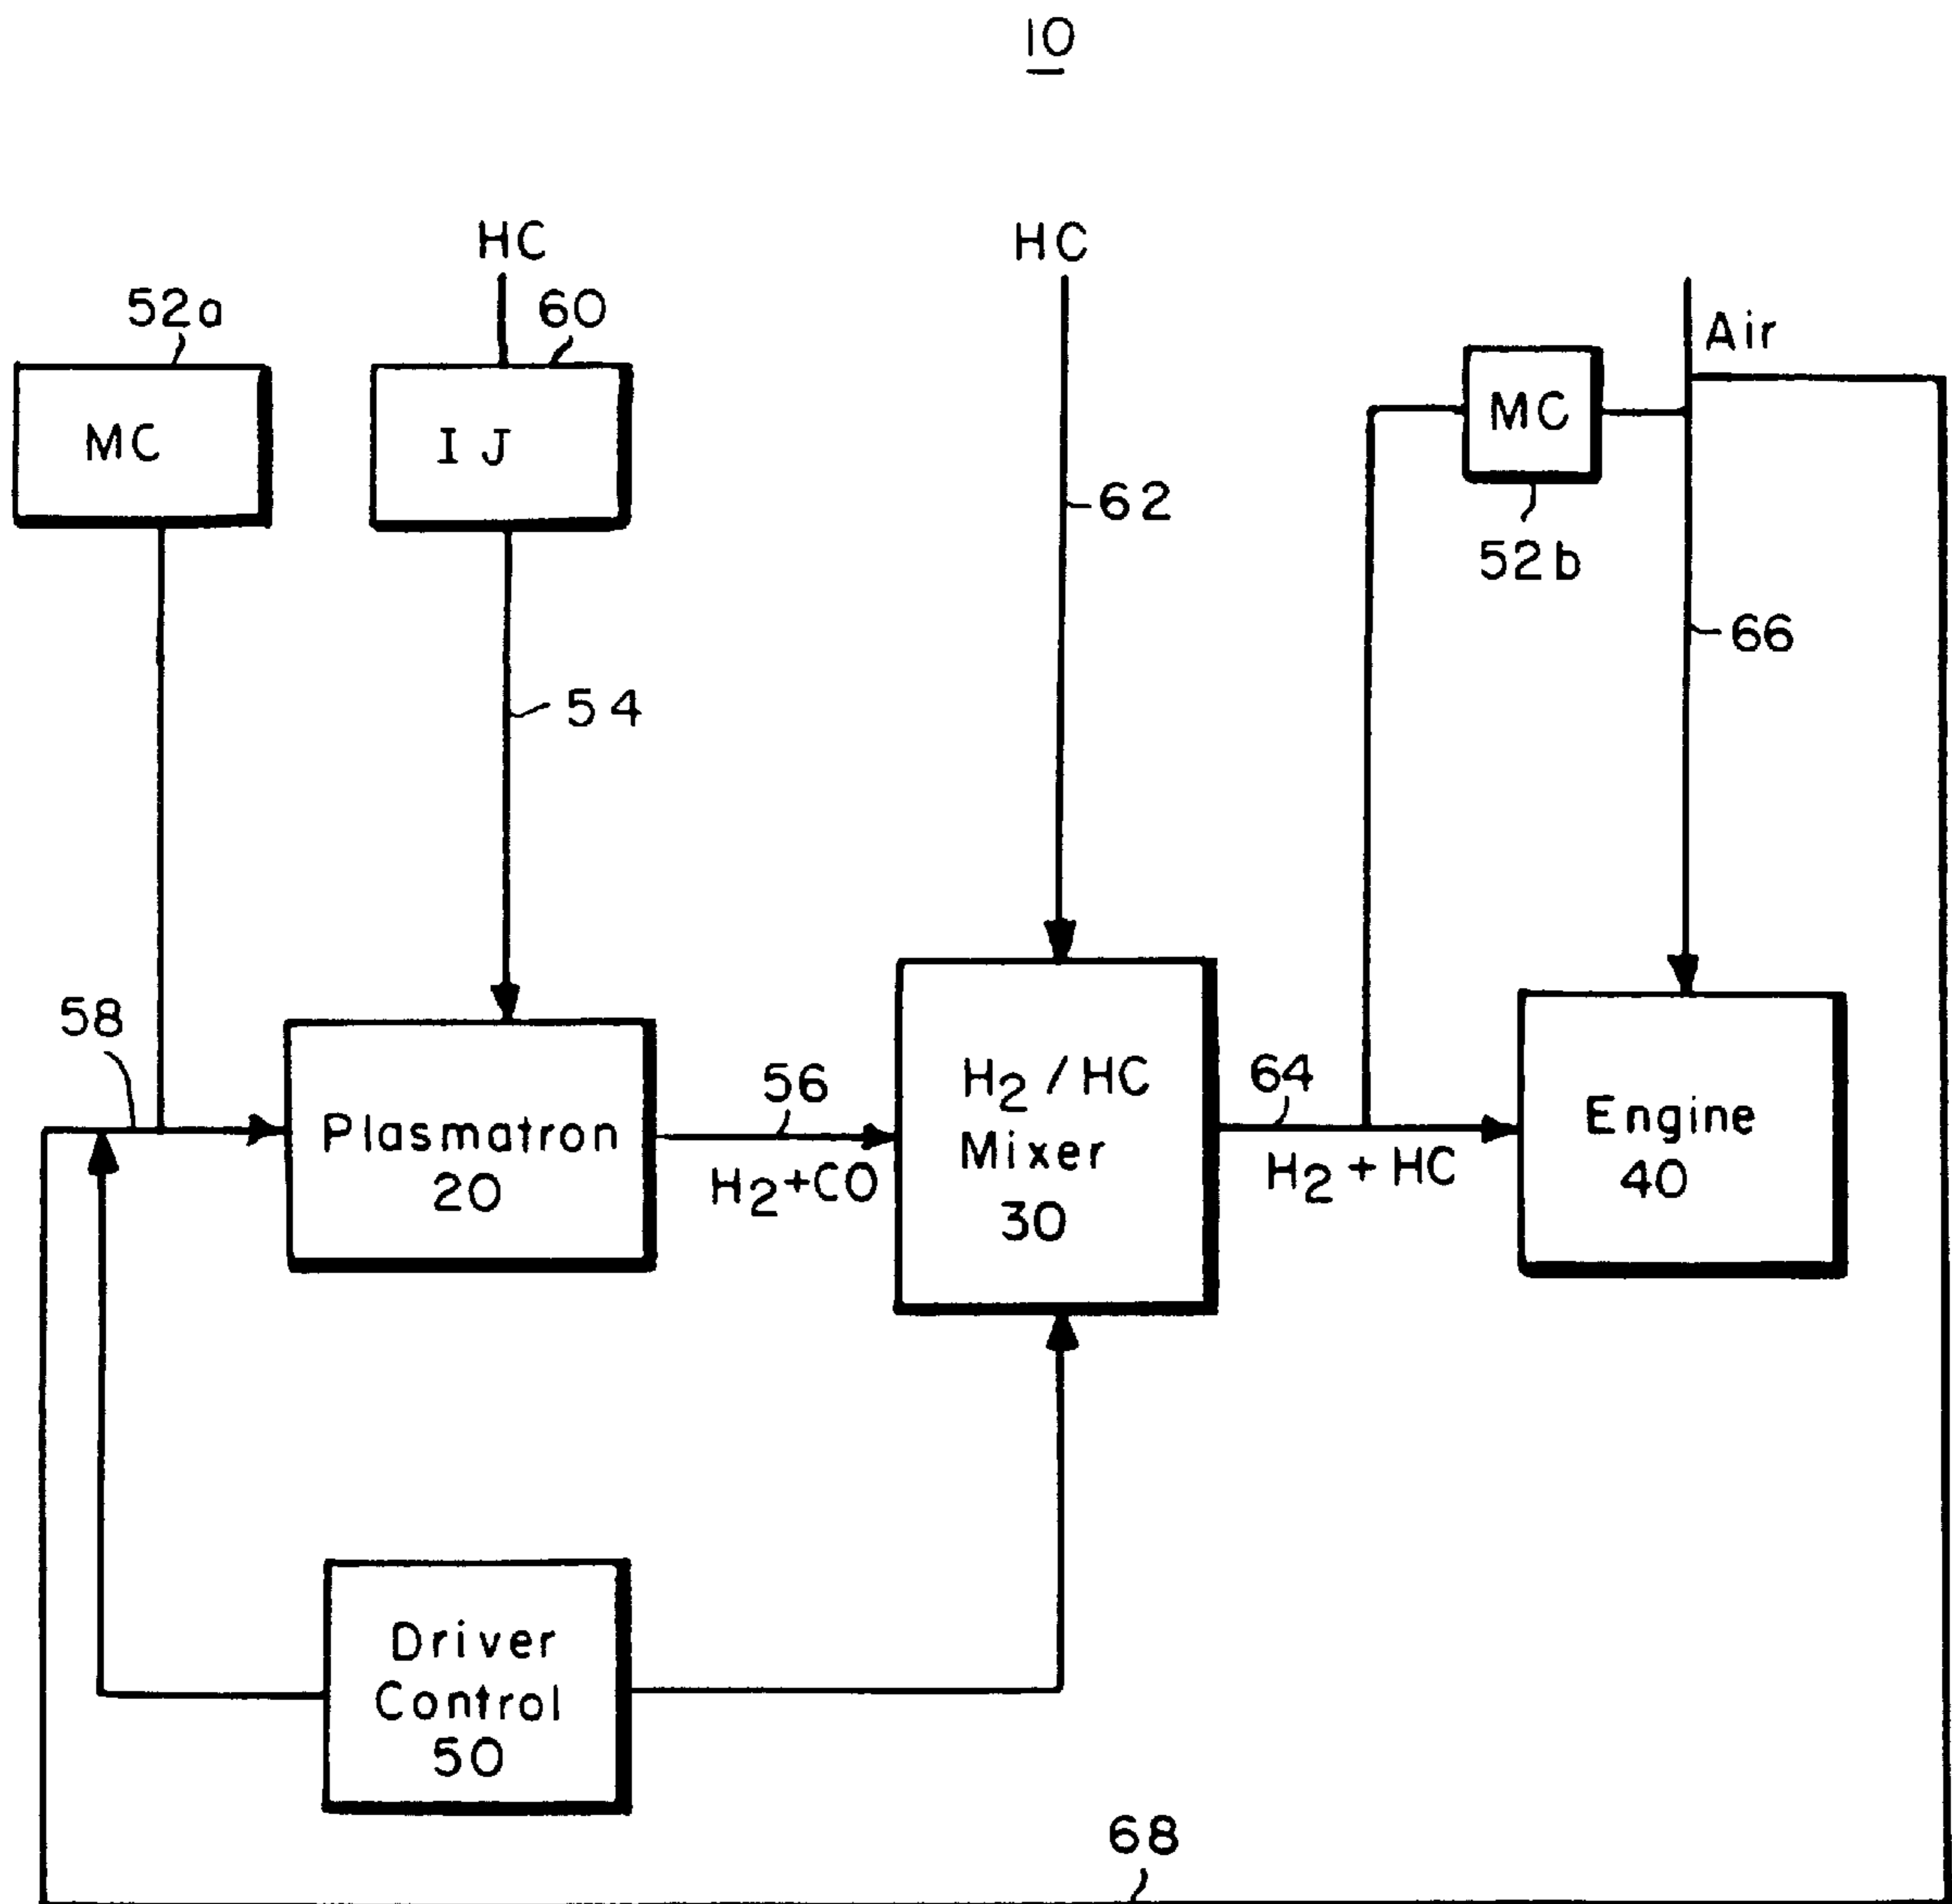 10
HC
HC
52a
60
Air
MC
IJ
MC
62
52b
66
54
58
56
64
H2 / HC
Mixer
30
Plasmatron
20
H2+CO
H2 + HC
Engine
40
Driver
Control
50
68